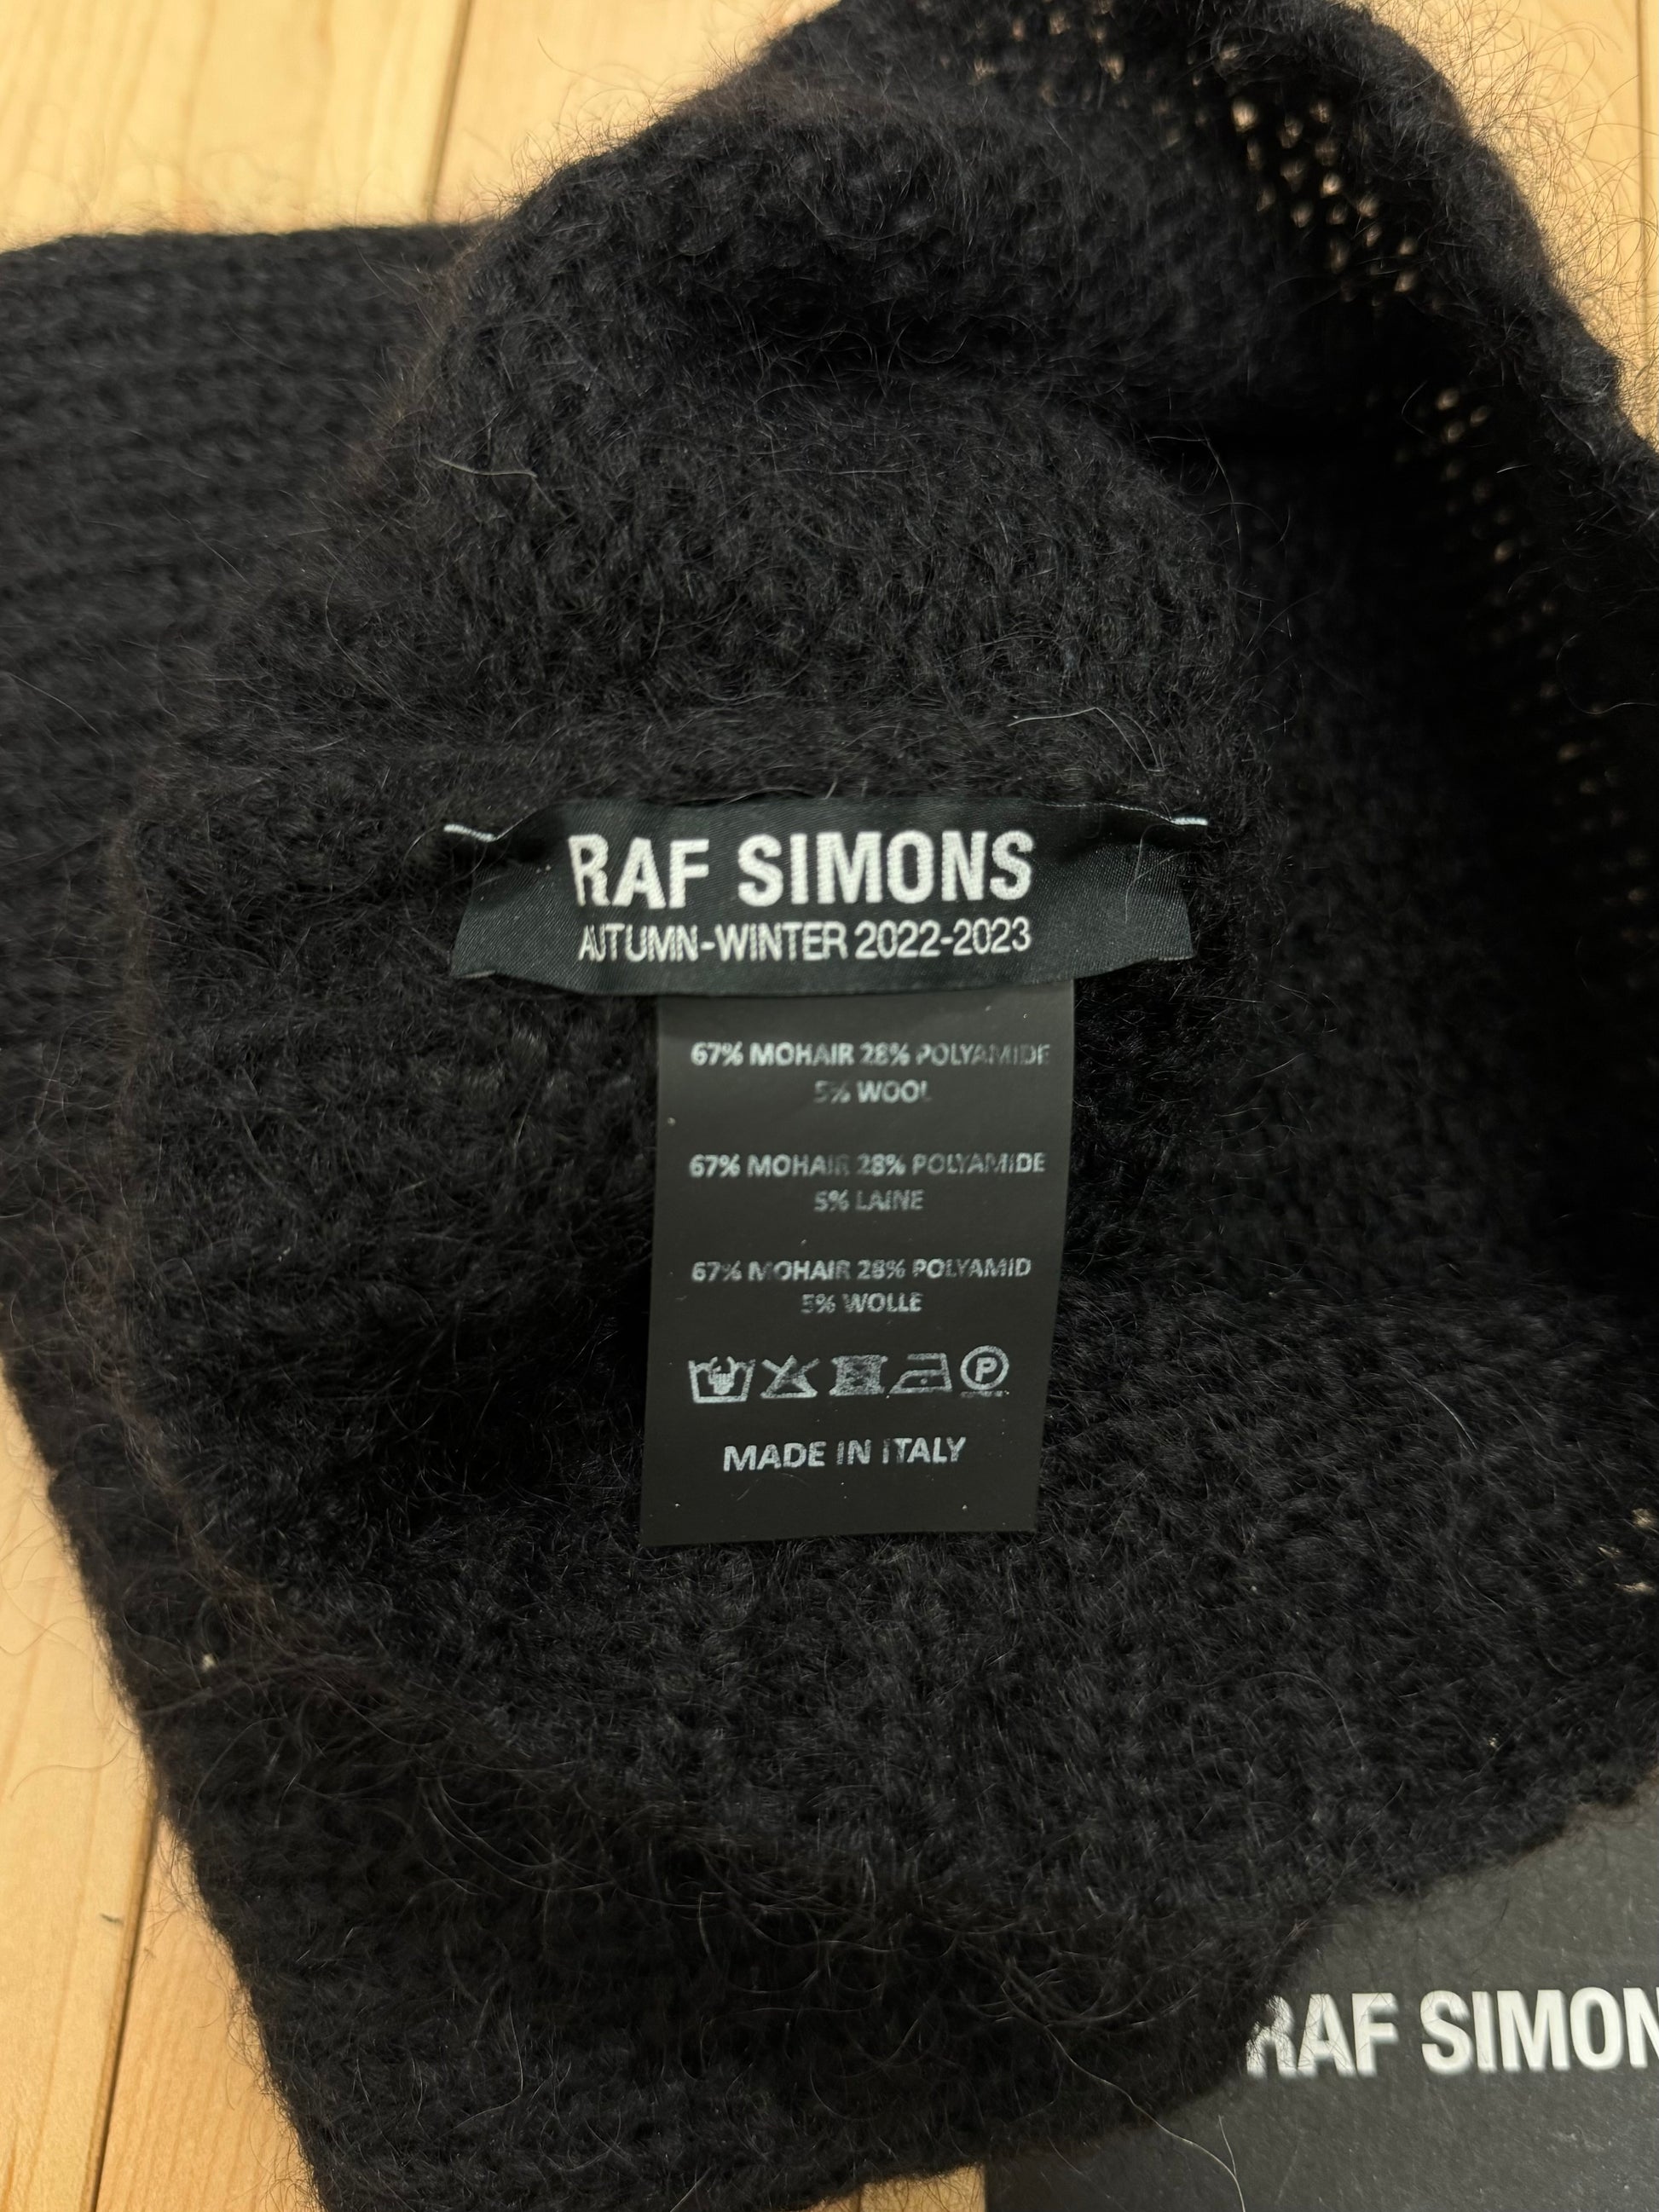 RAF SIMONS
AUTUMN-WINTER 2022-2023
67% MOHAIR 28% POLYAMIDE
5% WOOL
67% MOHAIR 28% POLYAMIDE
5% LAINE
67% MOHAIR 28% POLYAMID
5% WOLLE
P
MADE IN ITALY
RAF SIMON